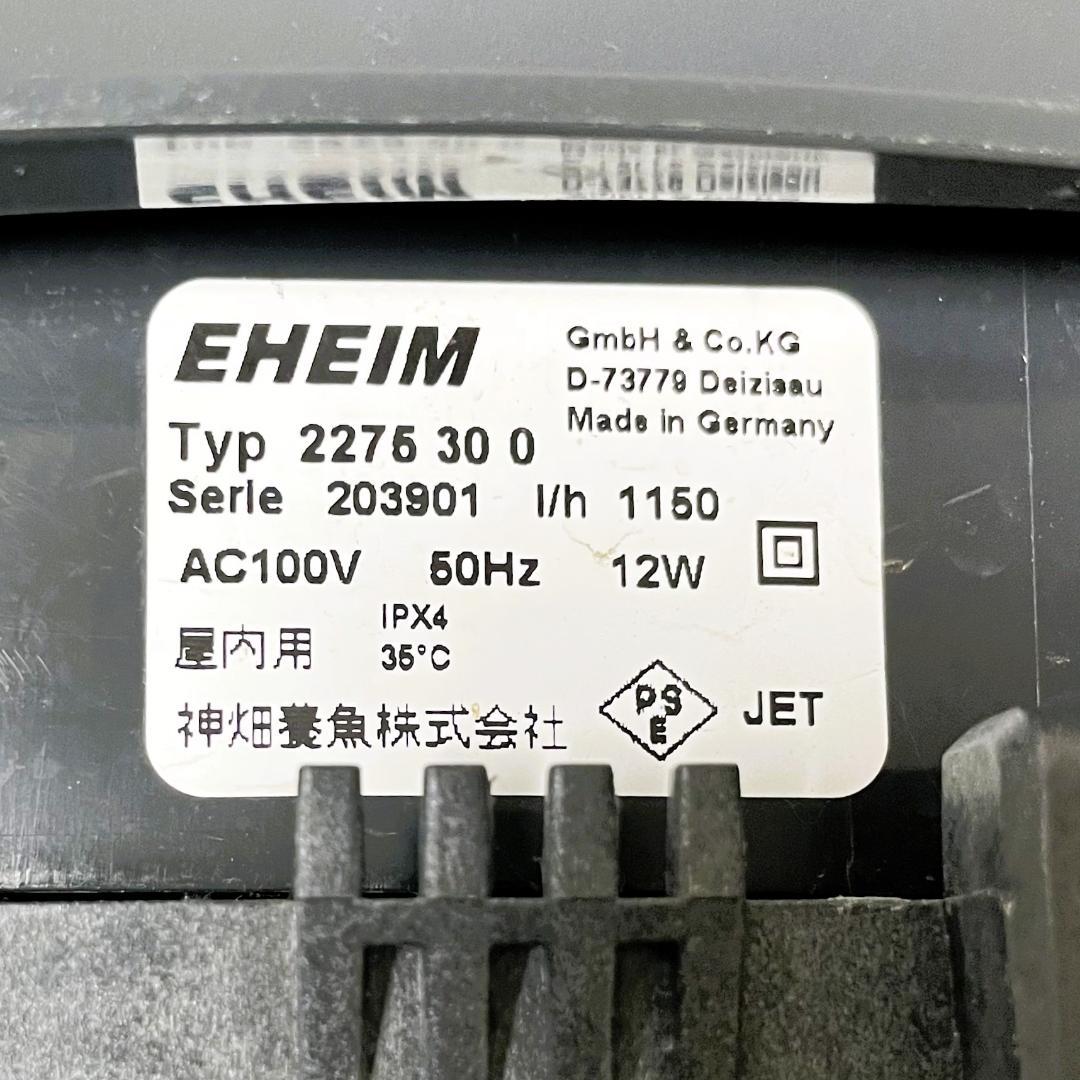 EHEIM
GmbH & Co.KG
D-73779 Deizisau
Made in Germany
Typ 2275 30 0
Serie 203901 l/h 1150
AC100V 50Hz 12W
屋内用 IPX4
35°C
神畑養魚株式会社
PSE JET